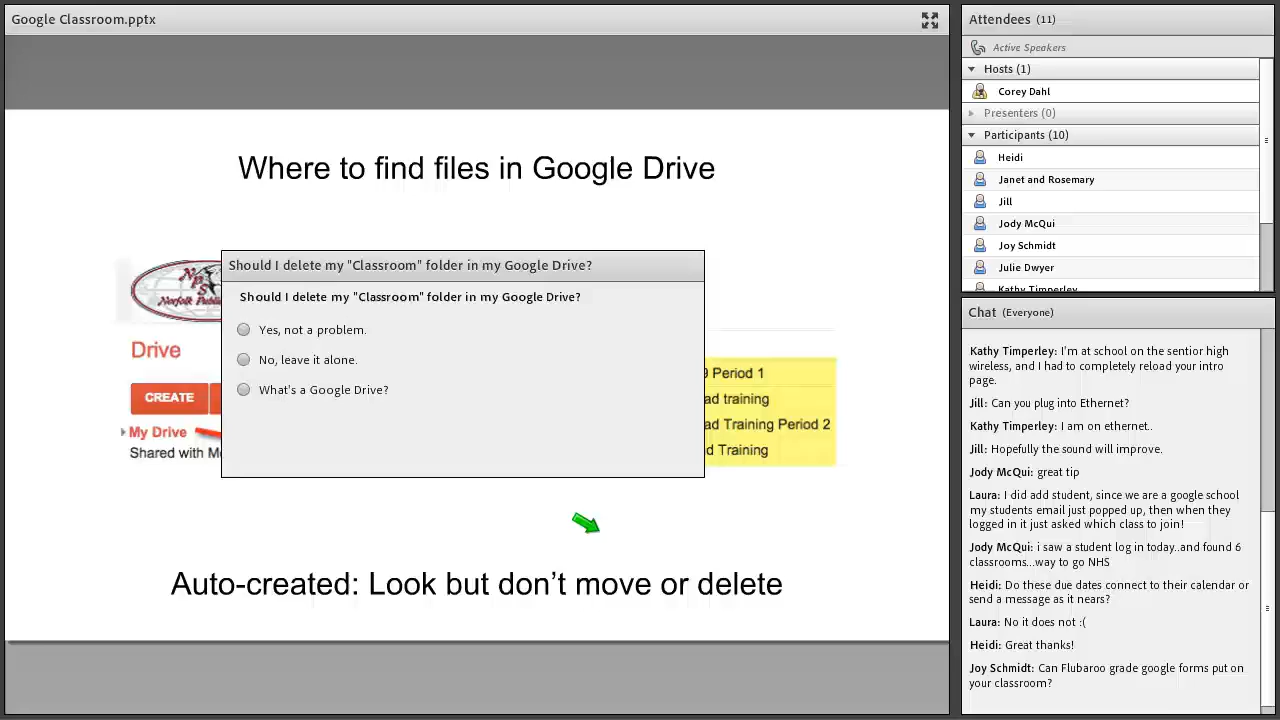 Google Classroom.pptx
Where to find files in Google Drive
Norfolk Publi
Drive
CREATE
My Drive
Shared with M
Should I delete my "Classroom" folder in my Google Drive?
Should I delete my "Classroom" folder in my Google Drive?
Yes, not a problem.
No, leave it alone.
What's a Google Drive?
9 Period 1
ad training
ad Training Period 2
d Training
Auto-created: Look but don't move or delete
Attendees (11)
Active Speakers
Hosts (1)
Corey Dahl
Presenters (0)
Participants (10)
Heidi
Janet and Rosemary
Jill
Jody McQui
Joy Schmidt
Julie Dwyer
Kathy Timperley
Chat (Everyone)
Kathy Timperley: I'm at school on the sentior high
wireless, and I had to completely reload your intro
page.
Jill: Can you plug into Ethernet?
Kathy Timperley: I am on ethernet..
Jill: Hopefully the sound will improve.
Jody McQui: great tip
Laura: I did add student, since we are a google school
my students email just popped up, then when they
logged in it just asked which class to join!
Jody McQui: i saw a student log in today..and found 6
classrooms...way to go NHS
Heidi: Do these due dates connect to their calendar or
send a message as it nears?
Laura: No it does not :(
Heidi: Great thanks!
Joy Schmidt: Can Flubaroo grade google forms put on
your classroom?